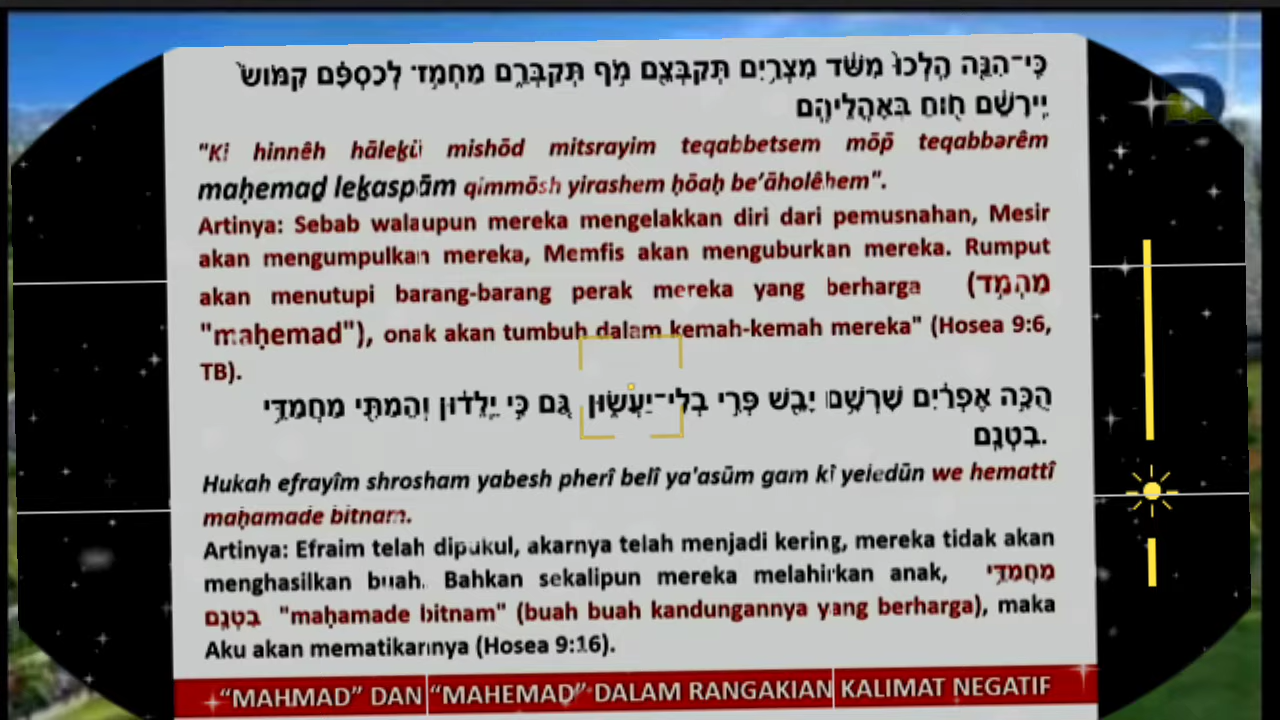 כִּי־הִנֵּה הָלְכוּ מִשֹּׁד מִצְרַיִם תְּקַבְּצֵם מֹף תְּקַבְּרֵם מַחְמַד לְכַסְפָּם קִמּוֹשׂ
יִירָשֵׁם חוֹחַ בְּאָהֳלֵיהֶם
"Ki hinnêh hāleḵū mishōd mitsrayim teqabbetsem mōp̄ teqabbərêm
maḥemaḏ leḵaspām qimmōsh yirashem ḥōaḥ be’āholêhem".
Artinya: Sebab walaupun mereka mengelakkan diri dari pemusnahan, Mesir
akan mengumpulkan mereka, Memfis akan menguburkan mereka. Rumput
akan menutupi barang-barang perak mereka yang berharga (מַהְמַד
"maḥemad"), onak akan tumbuh dalam kemah-kemah mereka" (Hosea 9:6,
TB).
הֻכָּה אֶפְרַיִם שָׁרְשָׁם יָבֵשׁ פְּרִי בְלִי־יַעֲשׂוּן גַּם כִּי יֵלֵדוּן וְהֵמַתִּי מַחֲמַדֵּי
בִטְנָם.
Hukah efrayîm shrosham yabesh pherî belî ya'asūm gam kî yeledūn we hemattî
maḥamade bitnam.
Artinya: Efraim telah dipukul, akarnya telah menjadi kering, mereka tidak akan
menghasilkan buah. Bahkan sekalipun mereka melahirkan anak, מַחֲמַדֵּי
בִטְנָם "maḥamade bitnam" (buah buah kandungannya yang berharga), maka
Aku akan mematikannya (Hosea 9:16).
“MAHMAD” DAN “MAHEMAD” DALAM RANGAKIAN KALIMAT NEGATIF